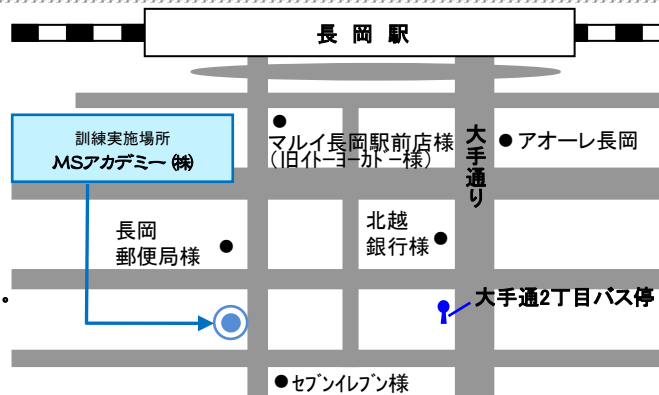 長岡駅
訓練実施場所
MSアカデミー㈱
マルイ長岡駅前店様
（旧ｲﾄｰﾖｰｶﾄﾞｰ様）
大手通り
アオーレ長岡
長岡
郵便局様
北越
銀行様
。
大手通2丁目バス停
ｾﾌﾞﾝｲﾚﾌﾞﾝ様